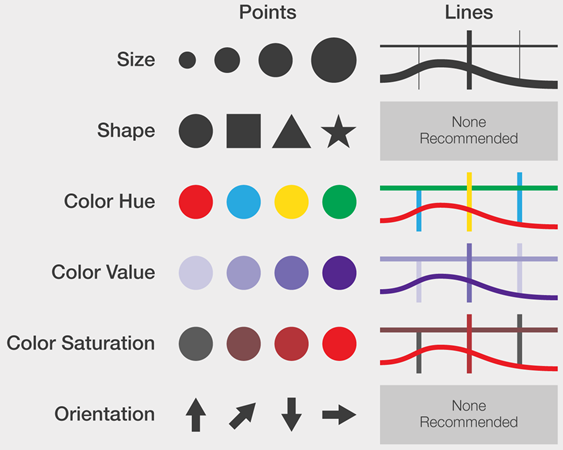 Points Lines
Size
Shape
None
Recommended
Color Hue
Color Value
Color Saturation
Orientation
None
Recommended